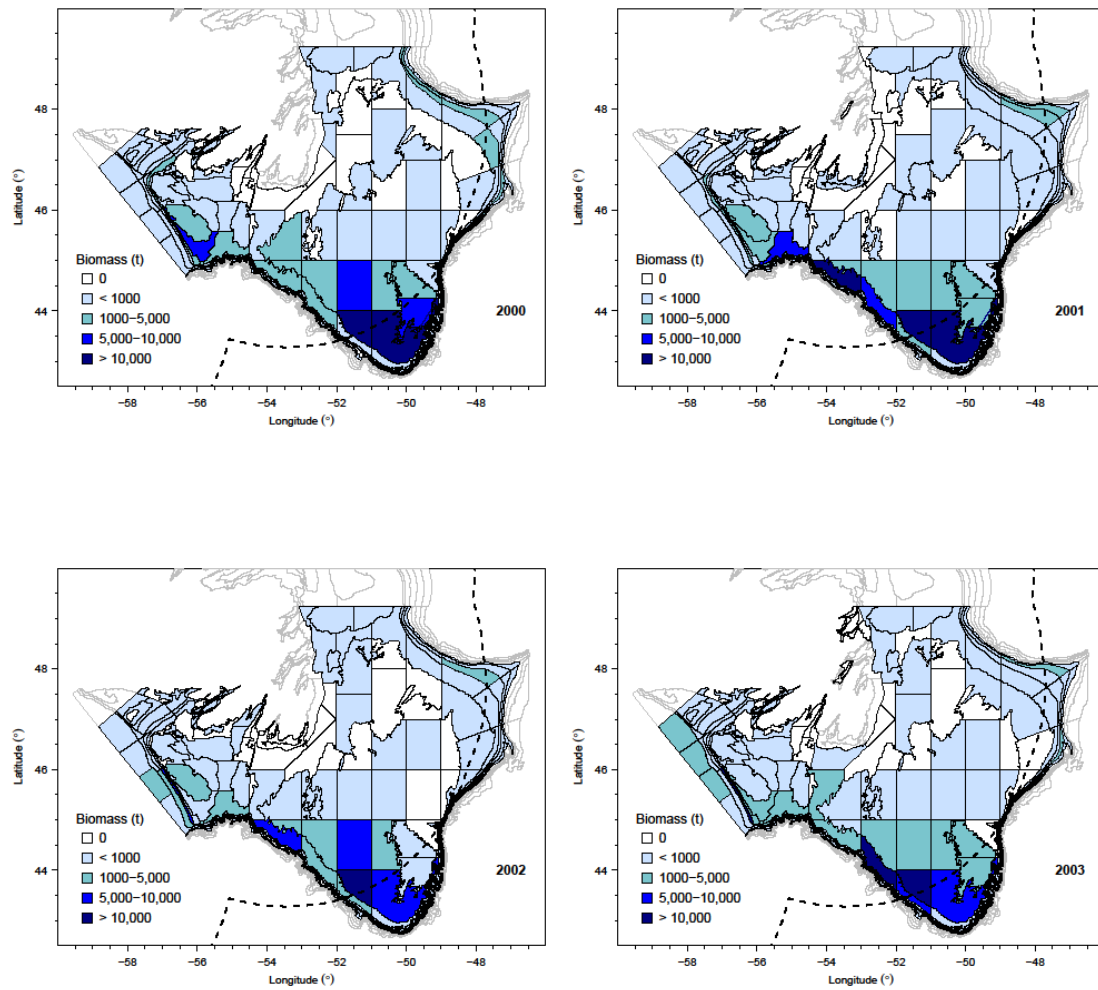 Latitude (°)
48
46
44
Biomass (t)
0
< 1000
1000−5,000
5,000−10,000
> 10,000
2000
−58 −56 −54 −52 −50 −48
Longitude (°)
Latitude (°)
48
46
44
Biomass (t)
0
< 1000
1000−5,000
5,000−10,000
> 10,000
2001
−58 −56 −54 −52 −50 −48
Longitude (°)
Latitude (°)
48
46
44
Biomass (t)
0
< 1000
1000−5,000
5,000−10,000
> 10,000
2002
−58 −56 −54 −52 −50 −48
Longitude (°)
Latitude (°)
48
46
44
Biomass (t)
0
< 1000
1000−5,000
5,000−10,000
> 10,000
2003
−58 −56 −54 −52 −50 −48
Longitude (°)